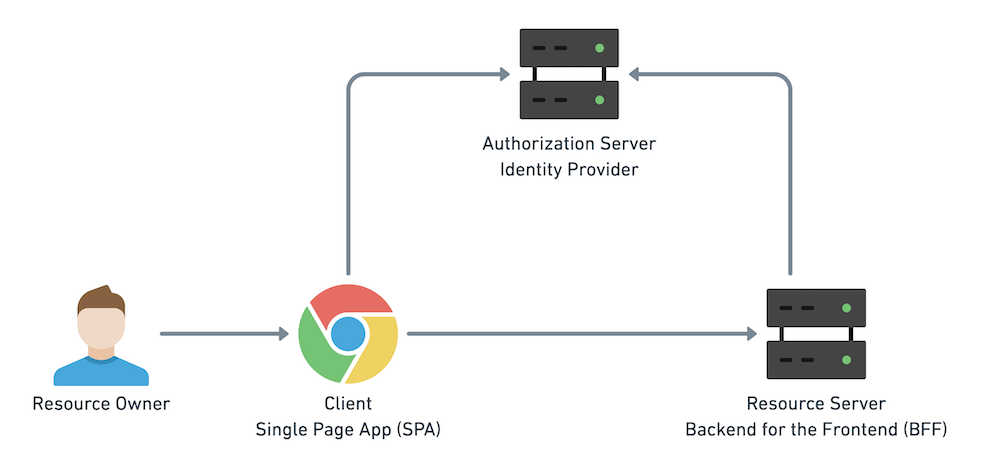 Authorization Server
Identity Provider
Resource Owner
Client
Single Page App (SPA)
Resource Server
Backend for the Frontend (BFF)